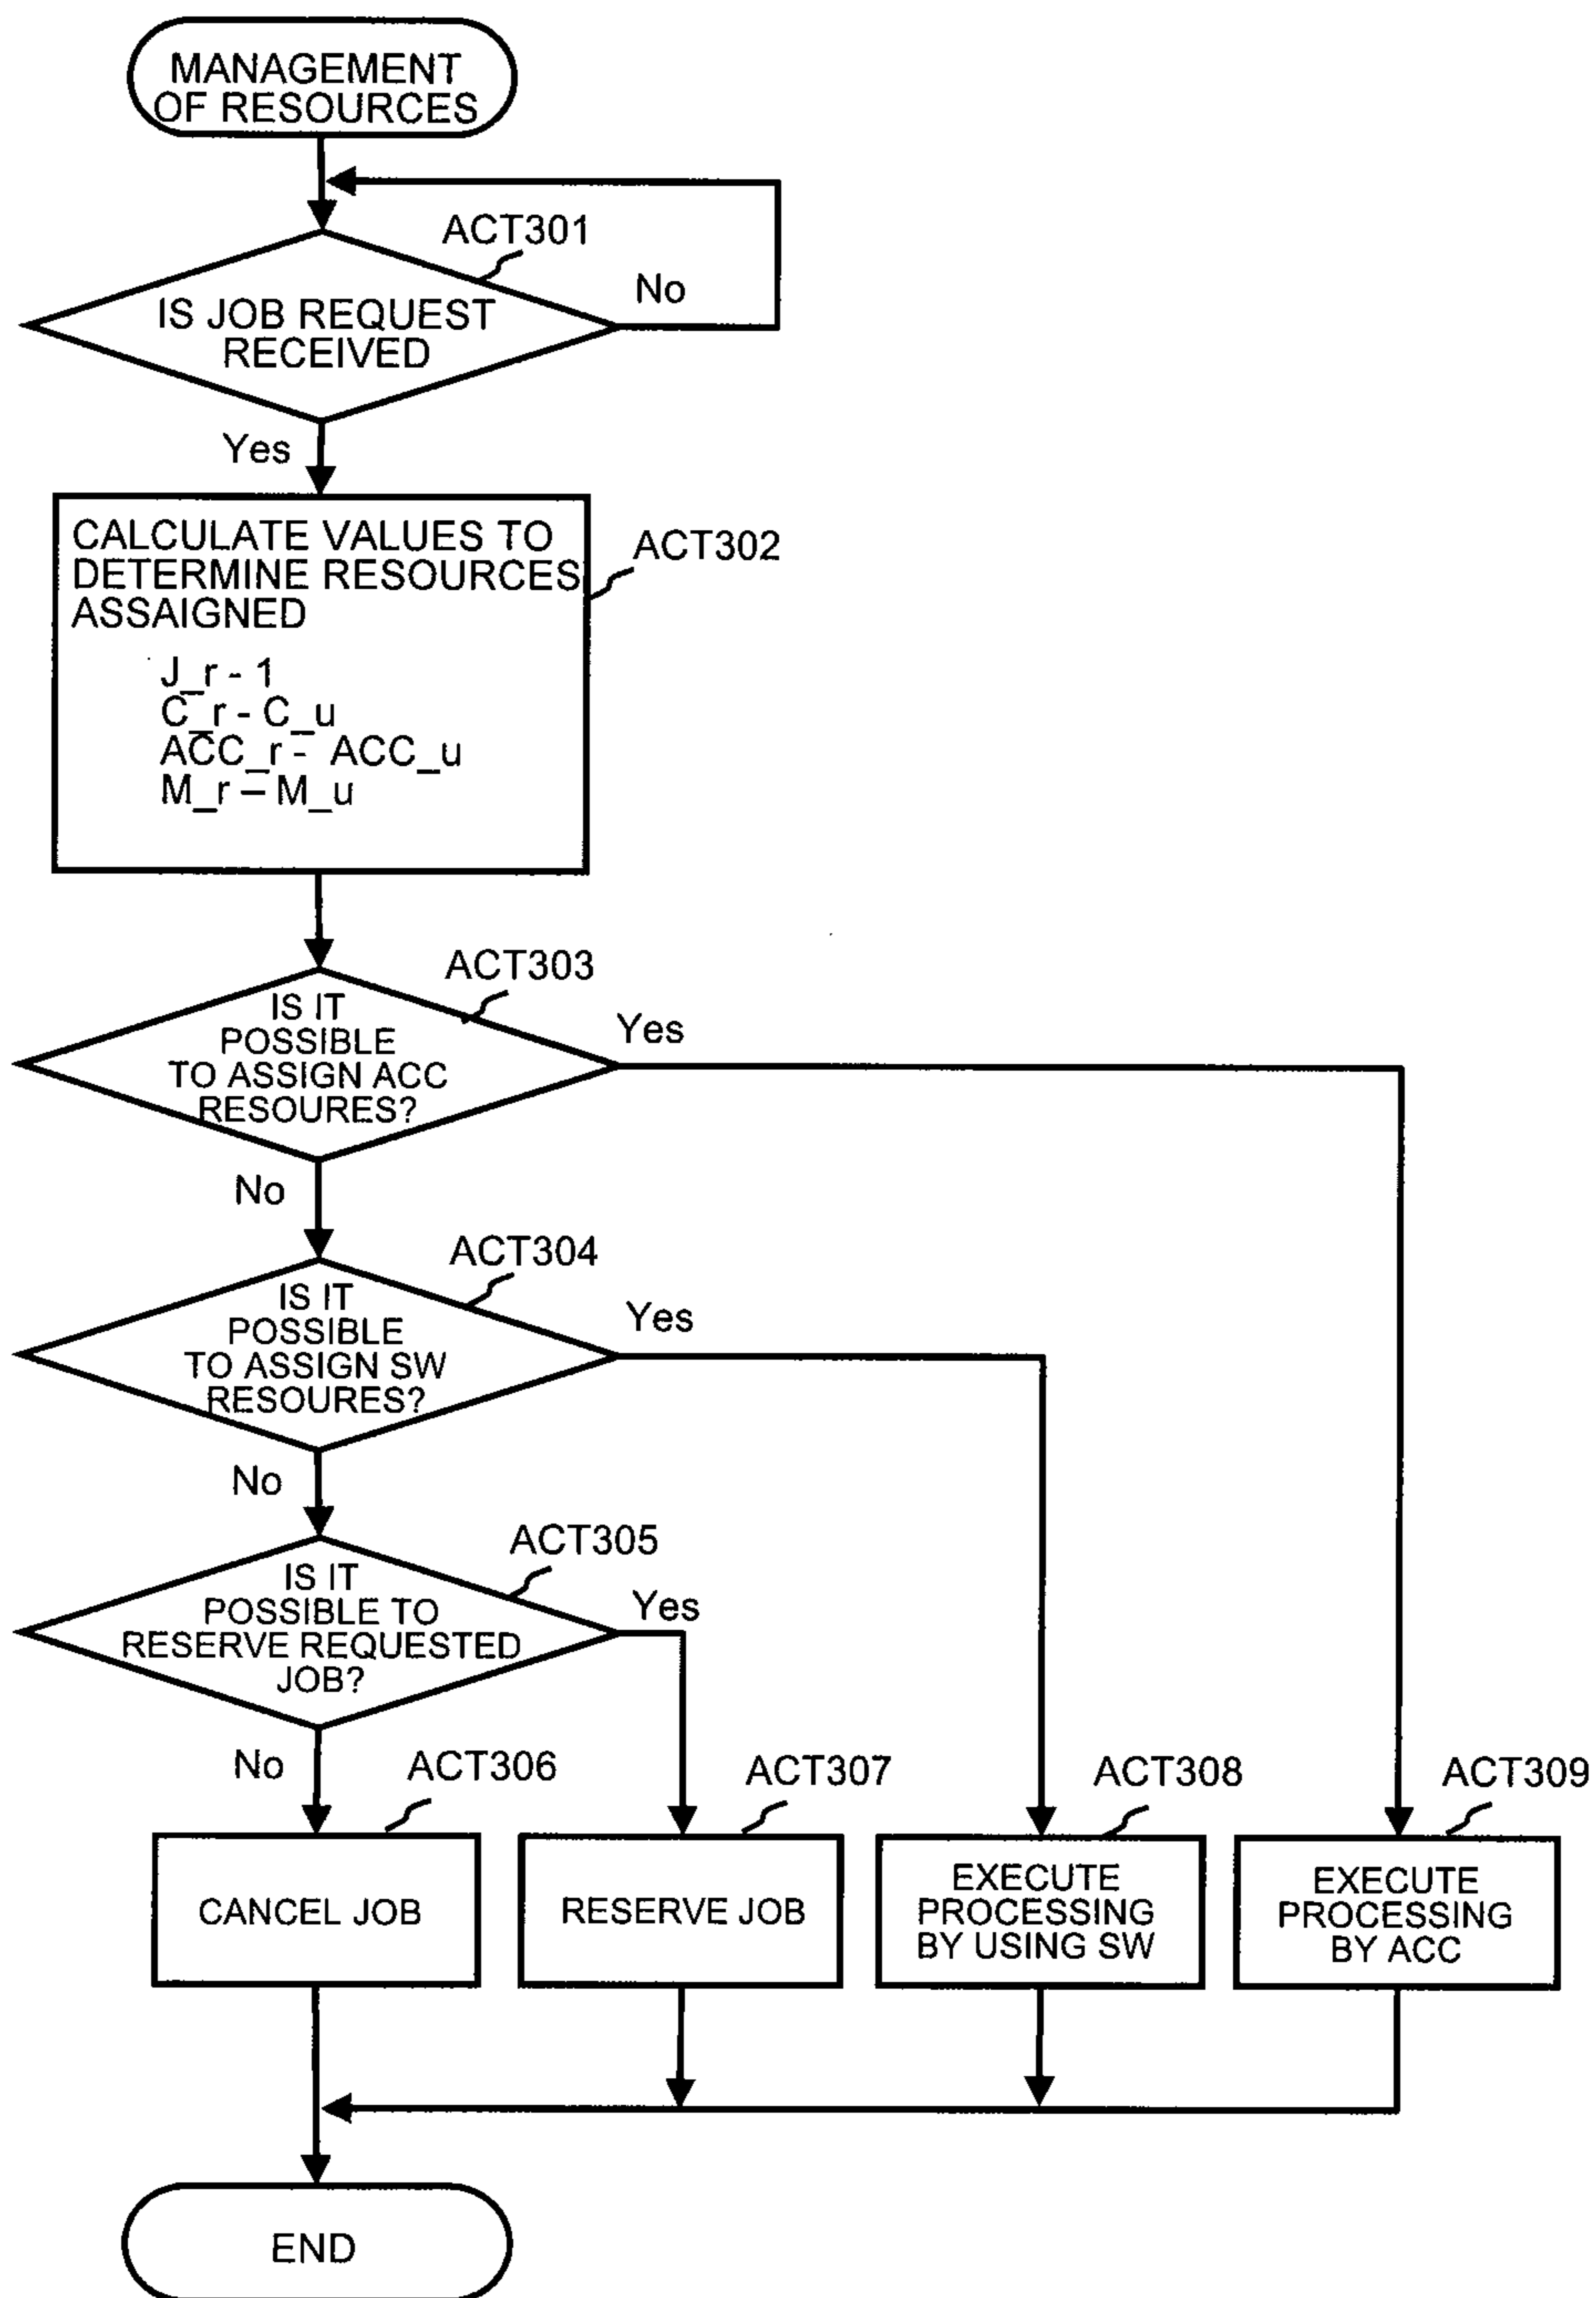 MANAGEMENT
OF RESOURCES
ACT301
No
IS JOB REQUEST
RECEIVED
Yes
CALCULATE VALUES TO
DETERMINE RESOURCES
ASSAIGNED
ACT302
J_r - 1
C_r - C_u
ACC_r - ACC_u
M_r – M_u
ACT303
IS IT
POSSIBLE
TO ASSIGN ACC
RESOURES?
Yes
No
ACT304
IS IT
POSSIBLE
TO ASSIGN SW
RESOURES?
Yes
No
ACT305
IS IT
POSSIBLE TO
RESERVE REQUESTED
JOB?
Yes
No
ACT306
ACT307
ACT308
ACT309
CANCEL JOB
RESERVE JOB
EXECUTE
PROCESSING
BY USING SW
EXECUTE
PROCESSING
BY ACC
END